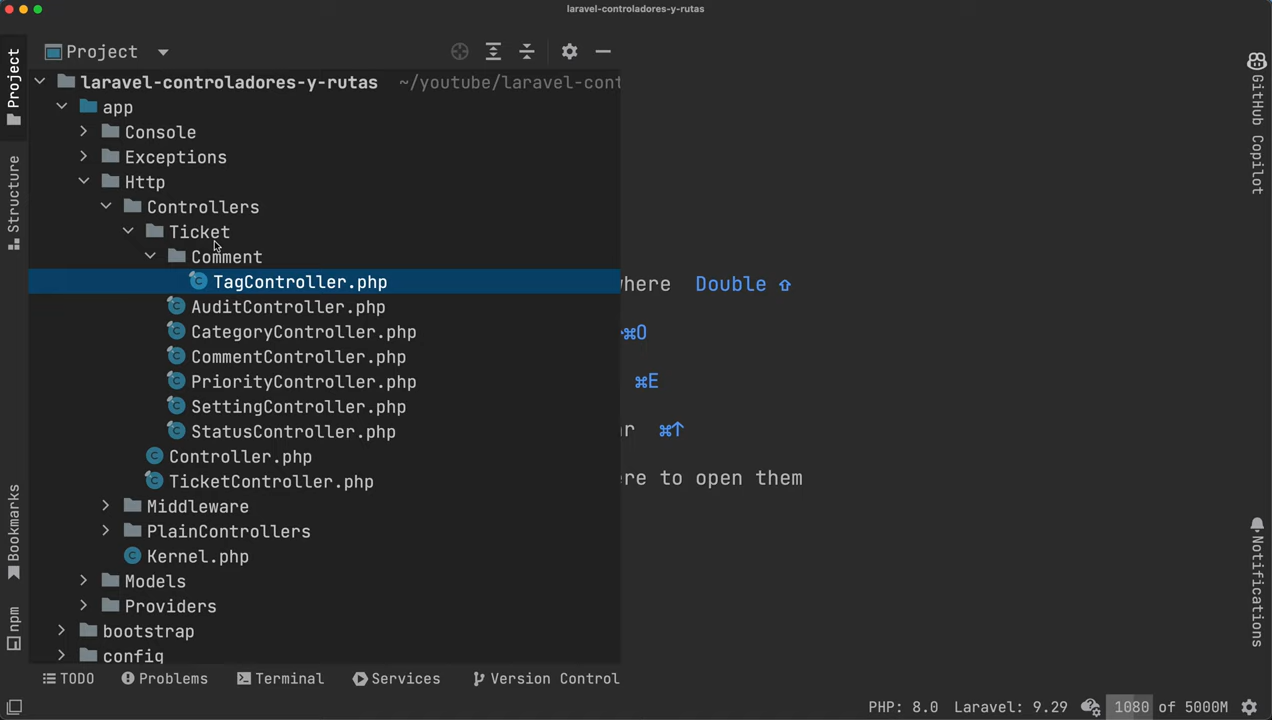 laravel-controladores-y-rutas
Project
Project
laravel-controladores-y-rutas ~/youtube/laravel-cont
app
Console
Exceptions
Http
Controllers
Ticket
Comment
TagController.php
AuditController.php
CategoryController.php
CommentController.php
PriorityController.php
SettingController.php
StatusController.php
Controller.php
TicketController.php
Middleware
PlainControllers
Kernel.php
Models
Providers
bootstrap
config
Structure
Bookmarks
npm
where Double ⇧
⌘O
⌘E
ar ⌘↑
ere to open them
GitHub Copilot
Notifications
TODO Problems Terminal Services Version Control
PHP: 8.0 Laravel: 9.29 1080 of 5000M